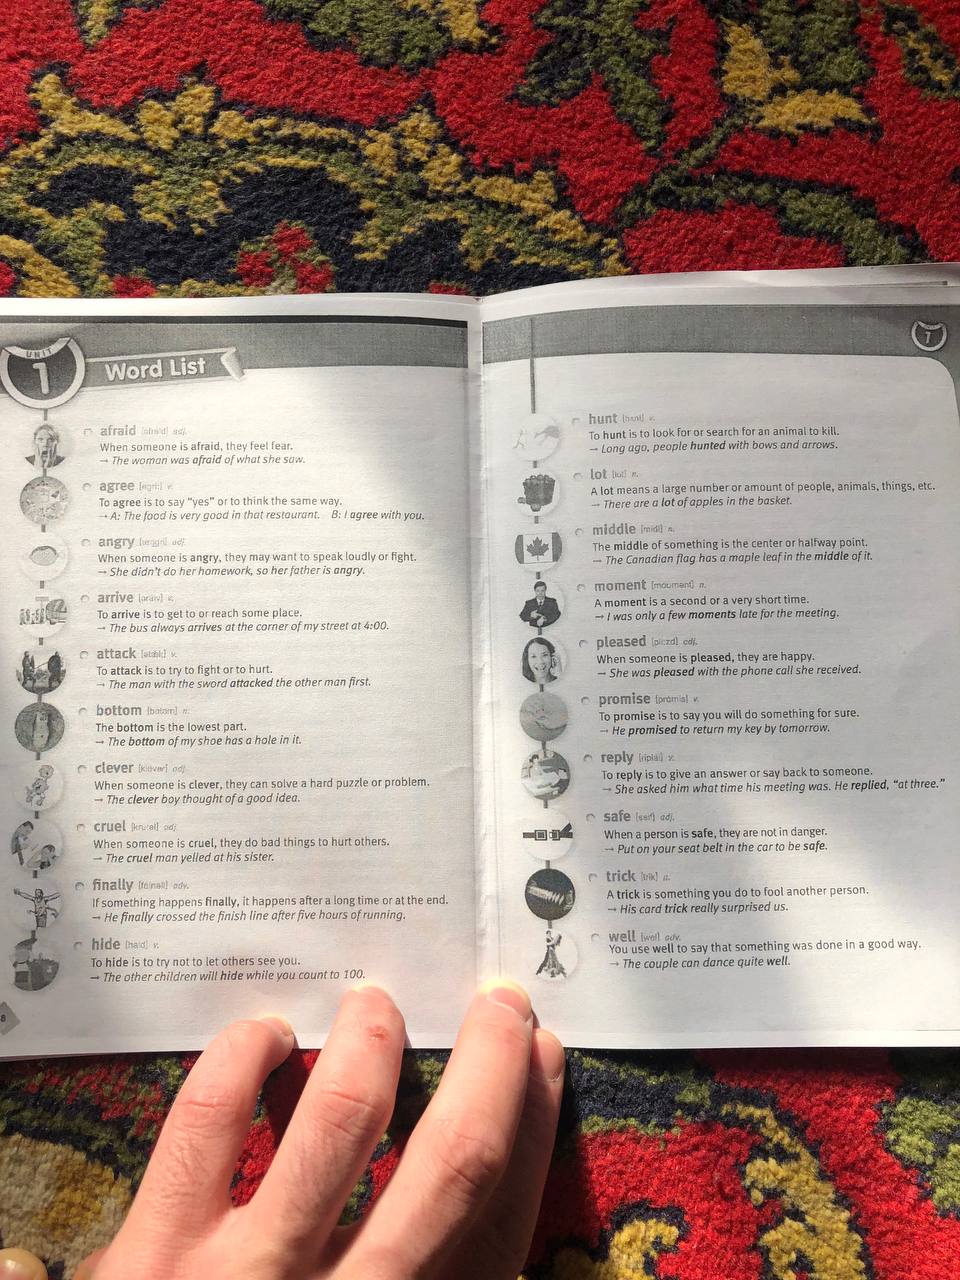 UNIT
1
Word List
afraid [əfréid] adj.
When someone is afraid, they feel fear.
→ The woman was afraid of what she saw.
agree [əgríː] v.
To agree is to say “yes” or to think the same way.
→ A: The food is very good in that restaurant. B: I agree with you.
angry [ǽŋgri] adj.
When someone is angry, they may want to speak loudly or fight.
→ She didn’t do her homework, so her father is angry.
arrive [əráiv] v.
To arrive is to get to or reach some place.
→ The bus always arrives at the corner of my street at 4:00.
attack [ətǽk] v.
To attack is to try to fight or to hurt.
→ The man with the sword attacked the other man first.
bottom [bátəm] n.
The bottom is the lowest part.
→ The bottom of my shoe has a hole in it.
clever [klévər] adj.
When someone is clever, they can solve a hard puzzle or problem.
→ The clever boy thought of a good idea.
cruel [krúːəl] adj.
When someone is cruel, they do bad things to hurt others.
→ The cruel man yelled at his sister.
finally [fáinəli] adv.
If something happens finally, it happens after a long time or at the end.
→ He finally crossed the finish line after five hours of running.
hide [haid] v.
To hide is to try not to let others see you.
→ The other children will hide while you count to 100.
8
1
hunt [hʌnt] v.
To hunt is to look for or search for an animal to kill.
→ Long ago, people hunted with bows and arrows.
lot [lɒt] n.
A lot means a large number or amount of people, animals, things, etc.
→ There are a lot of apples in the basket.
middle [mídl] n.
The middle of something is the center or halfway point.
→ The Canadian flag has a maple leaf in the middle of it.
moment [móumənt] n.
A moment is a second or a very short time.
→ I was only a few moments late for the meeting.
pleased [pliːzd] adj.
When someone is pleased, they are happy.
→ She was pleased with the phone call she received.
promise [prámis] v.
To promise is to say you will do something for sure.
→ He promised to return my key by tomorrow.
reply [riplái] v.
To reply is to give an answer or say back to someone.
→ She asked him what time his meeting was. He replied, “at three.”
safe [seif] adj.
When a person is safe, they are not in danger.
→ Put on your seat belt in the car to be safe.
trick [trik] n.
A trick is something you do to fool another person.
→ His card trick really surprised us.
well [wel] adv.
You use well to say that something was done in a good way.
→ The couple can dance quite well.